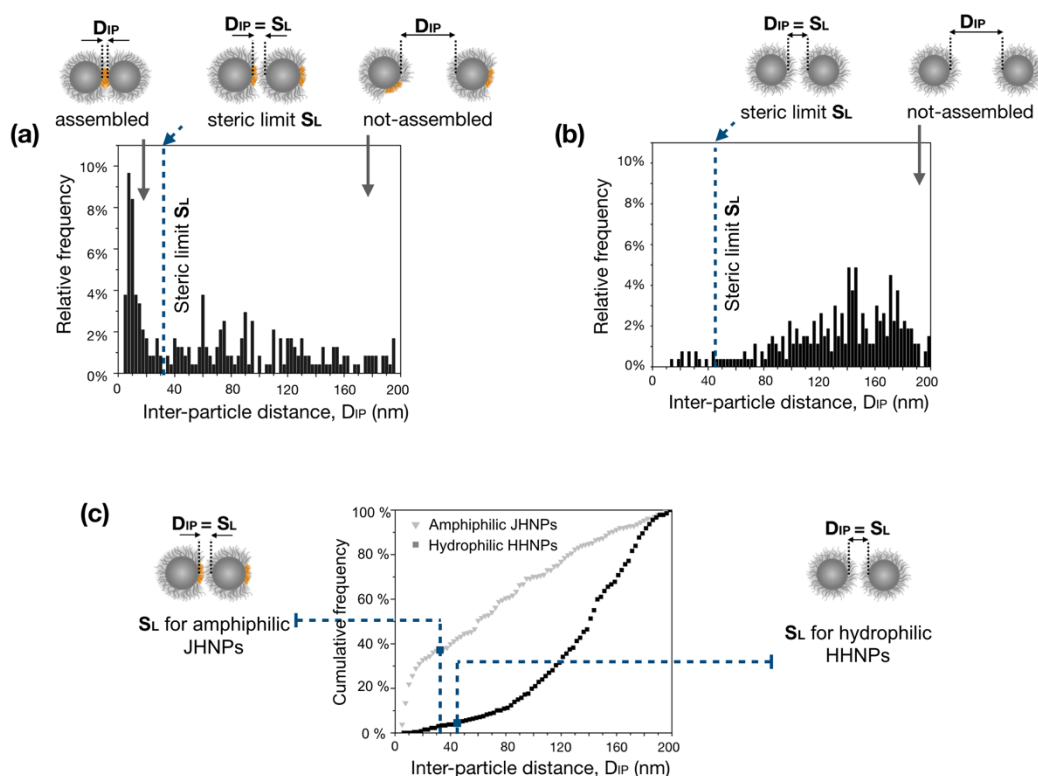 DIP
DIP = SL
DIP
assembled
steric limit SL
not-assembled
(a)
Relative frequency
10%
8%
6%
4%
2%
0%
Steric limit SL
0
40
80
120
160
200
Inter-particle distance, DIP (nm)
DIP = SL
DIP
steric limit SL
not-assembled
(b)
Relative frequency
10%
8%
6%
4%
2%
0%
Steric limit SL
0
40
80
120
160
200
Inter-particle distance, DIP (nm)
(c)
DIP = SL
SL for amphiphilic
JHNPs
Cumulative frequency
100 %
80 %
60 %
40 %
20 %
0 %
Amphiphilic JHNPs
Hydrophilic HHNPs
0
40
80
120
160
200
Inter-particle distance, DIP (nm)
DIP = SL
SL for hydrophilic
HHNPs